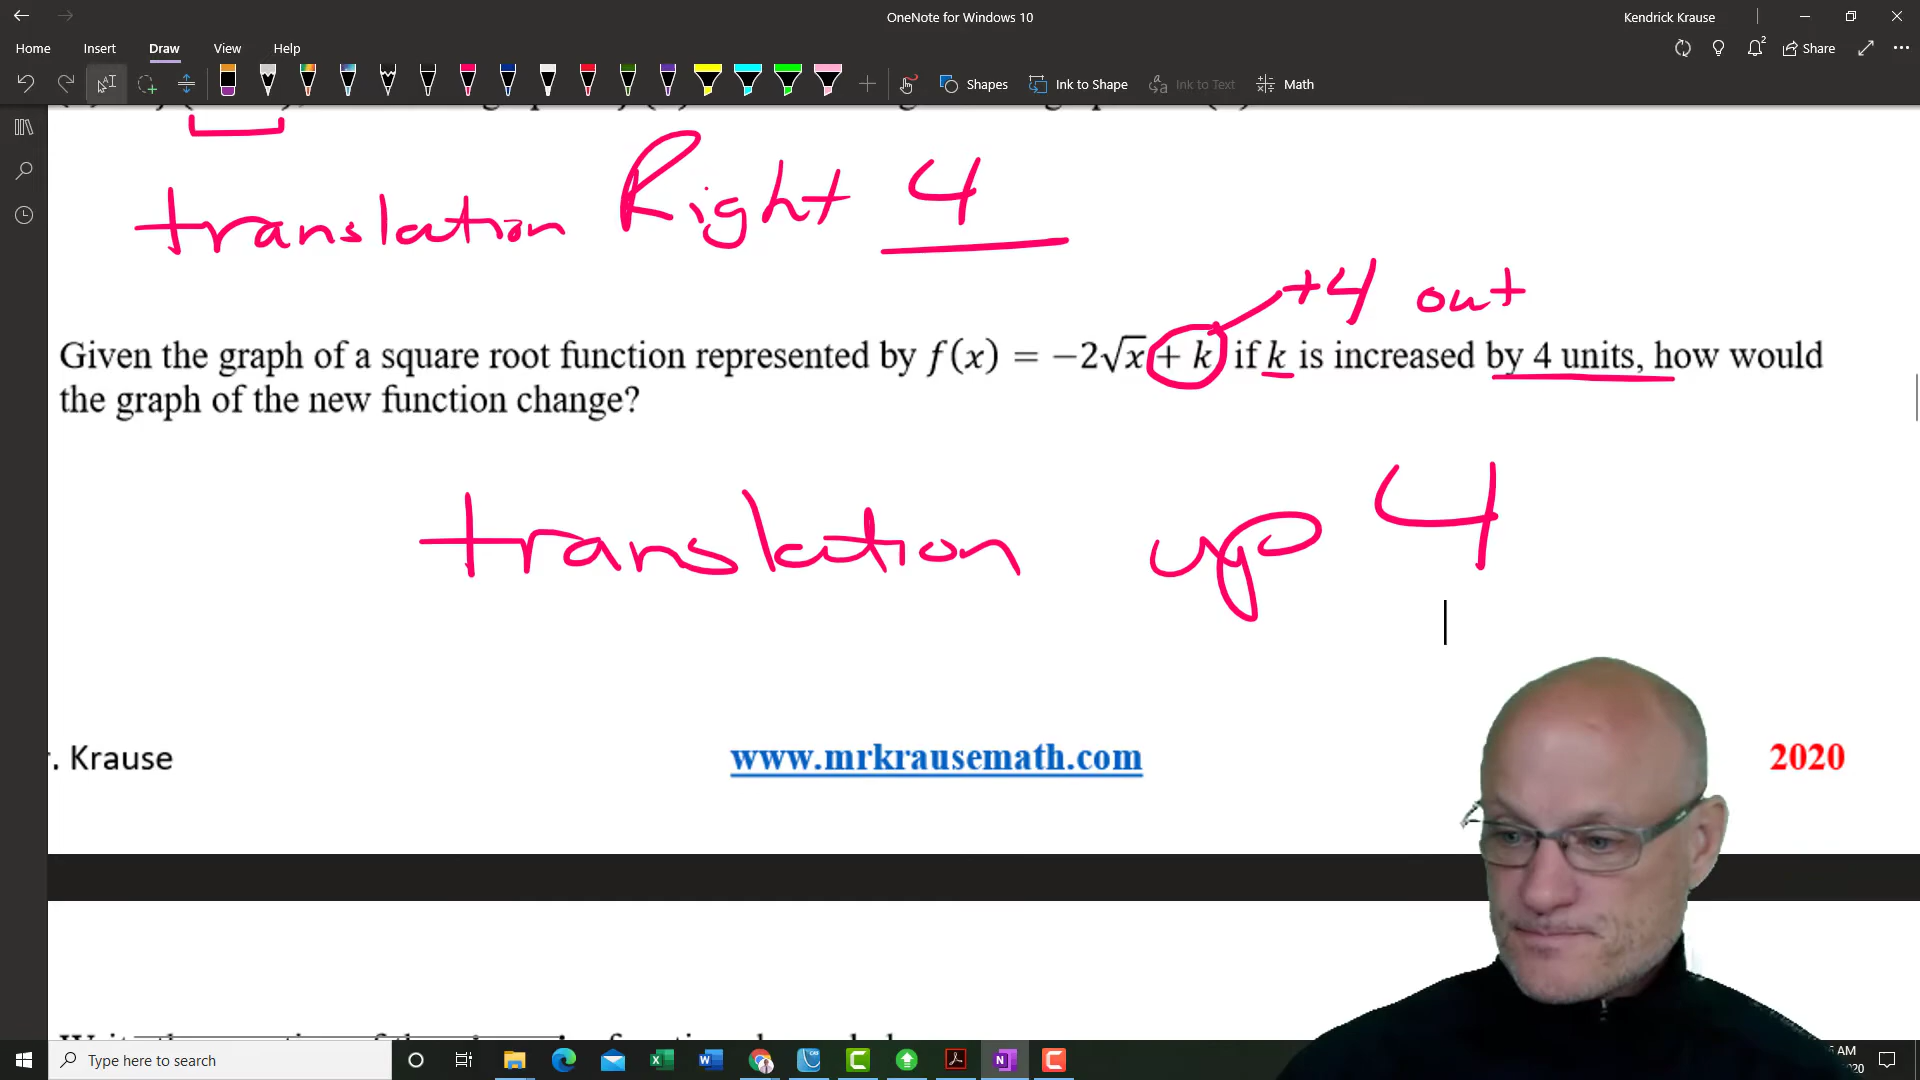 OneNote for Windows 10
Kendrick Krause
Home Insert Draw View Help
Share
Shapes Ink to Shape Ink to Text Math
translation Right 4
+4 out
Given the graph of a square root function represented by f(x) = −2√x + k if k is increased by 4 units, how would
the graph of the new function change?
translation up 4
. Krause
www.mrkrausemath.com
2020
Type here to search
AM